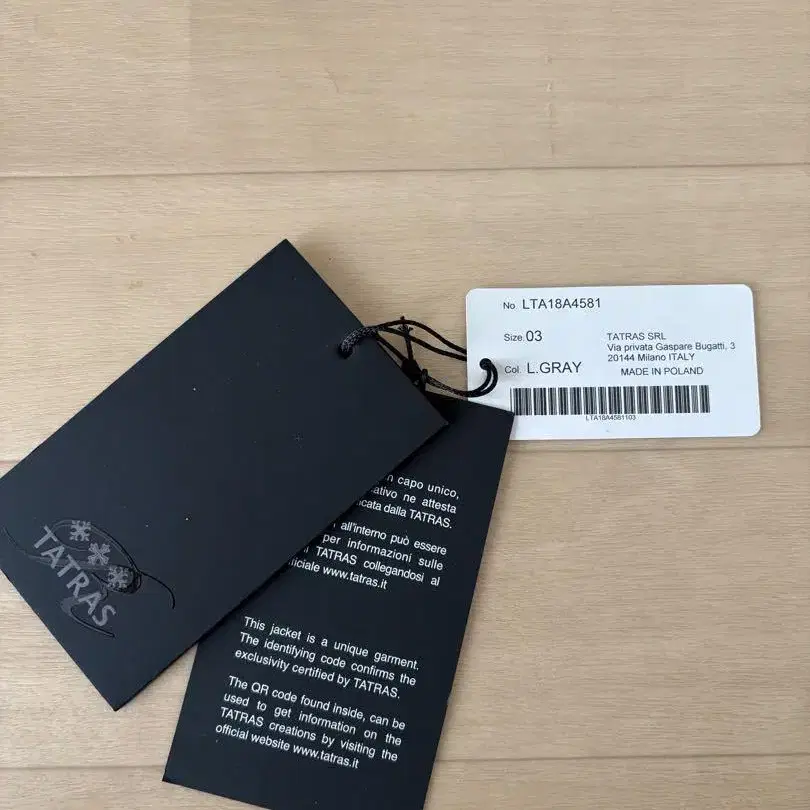 No LTA18A4581
Size. 03
TATRAS SRL
Via privata Gaspare Bugatti, 3
20144 Milano ITALY
Col. L.GRAY
MADE IN POLAND
LTA18A4581103
TATRAS
capo unico,
ne attesta
dalla TATRAS.
all'interno può essere
per informazioni sulle
TATRAS collegandosi al
www.tatras.it
This jacket is a unique garment.
The identifying code confirms the
exclusivity certified by TATRAS.
The QR code found inside, can be
used to get information on the
TATRAS creations by visiting the
official website www.tatras.it